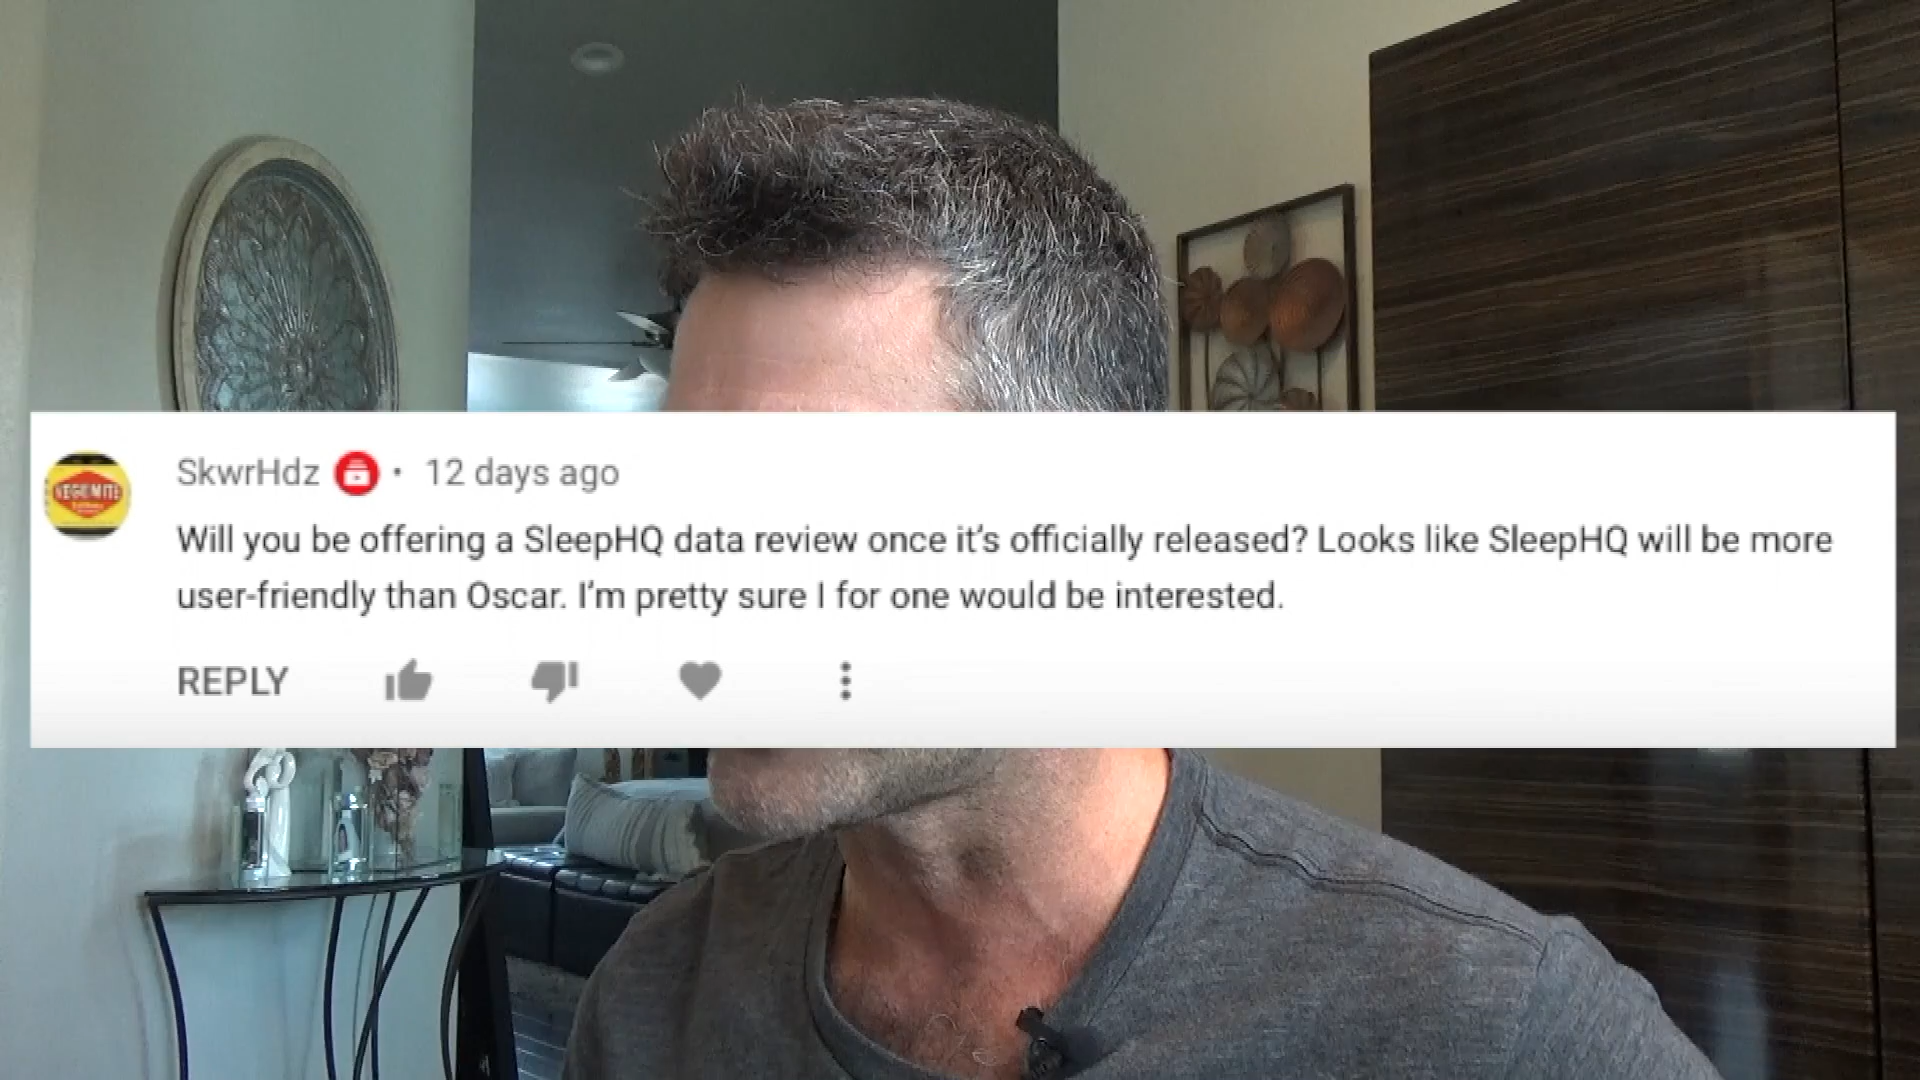 SkwrHdz · 12 days ago
VEGEMITE
Will you be offering a SleepHQ data review once it's officially released? Looks like SleepHQ will be more
user-friendly than Oscar. I'm pretty sure I for one would be interested.
REPLY